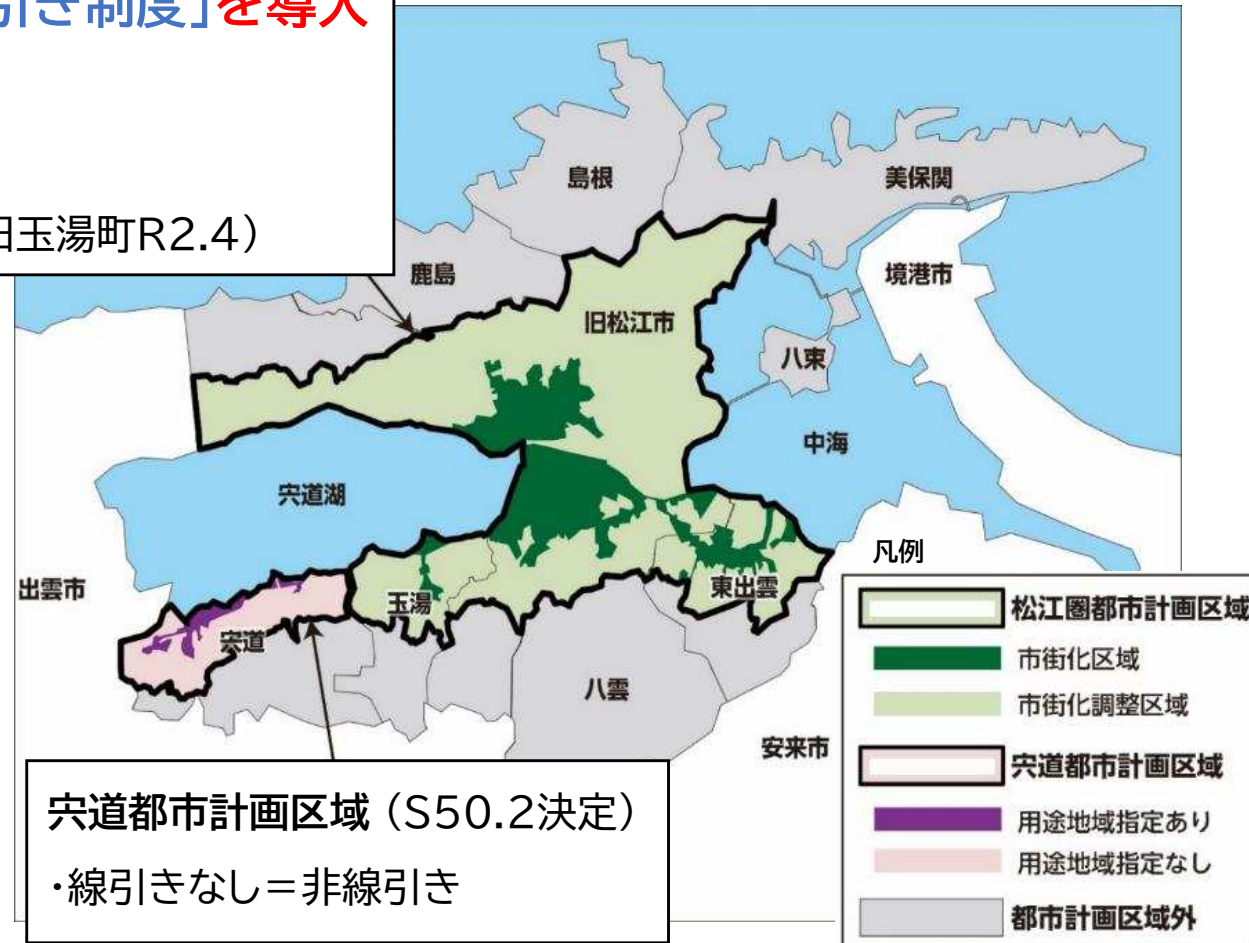 引き制度」を導入
旧玉湯町R2.4）
島根
美保関
鹿島
境港市
旧松江市
八束
中海
宍道湖
出雲市
玉湯
東出雲
宍道
八雲
安来市
宍道都市計画区域（S50.2決定）
・線引きなし＝非線引き
凡例
松江圏都市計画区域
市街化区域
市街化調整区域
宍道都市計画区域
用途地域指定あり
用途地域指定なし
都市計画区域外